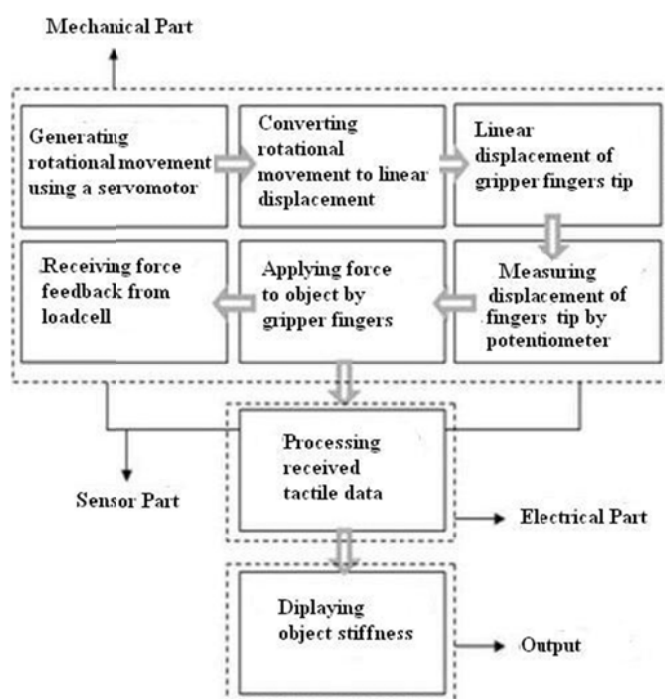 Mechanical Part
Generating
rotational movement
using a servomotor
Converting
rotational
movement to linear
displacement
Linear
displacement of
gripper fingers tip
Receiving force
feedback from
loadcell
Applying force
to object by
gripper fingers
Measuring
displacement of
fingers tip by
potentiometer
Processing
received
tactile data
Sensor Part
Electrical Part
Diplaying
object stiffness
Output